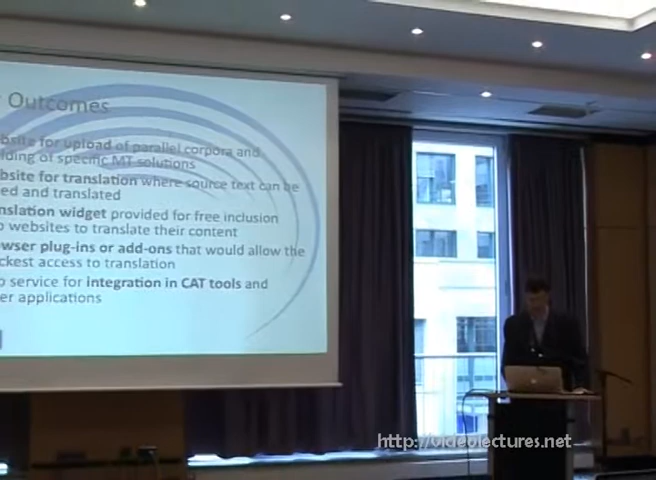 Outcomes
bsite for upload of parallel corpora and
lding of specific MT solutions
bsite for translation where source text can be
ed and translated
nslation widget provided for free inclusion
o websites to translate their content
wser plug-ins or add-ons that would allow the
ckest access to translation
o service for integration in CAT tools and
er applications
http://videolectures.net